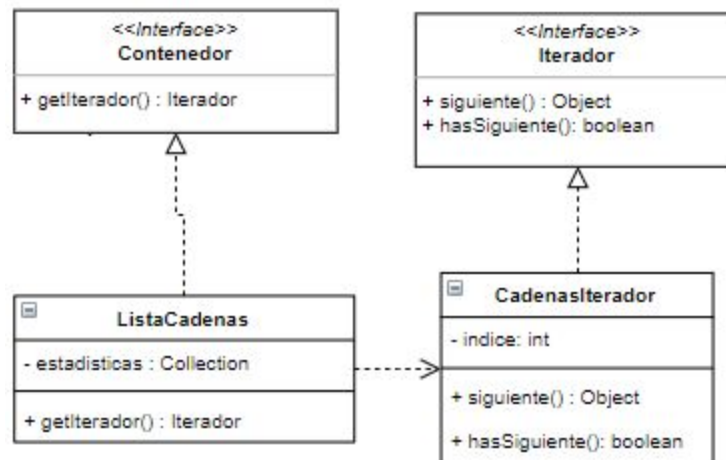 <<Interface>>
Contenedor
+ getIterador() : Iterador
<<Interface>>
Iterador
+ siguiente() : Object
+ hasSiguiente(): boolean
ListaCadenas
- estadisticas : Collection
+ getIterador() : Iterador
CadenasIterador
- indice: int
+ siguiente() : Object
+ hasSiguiente(): boolean